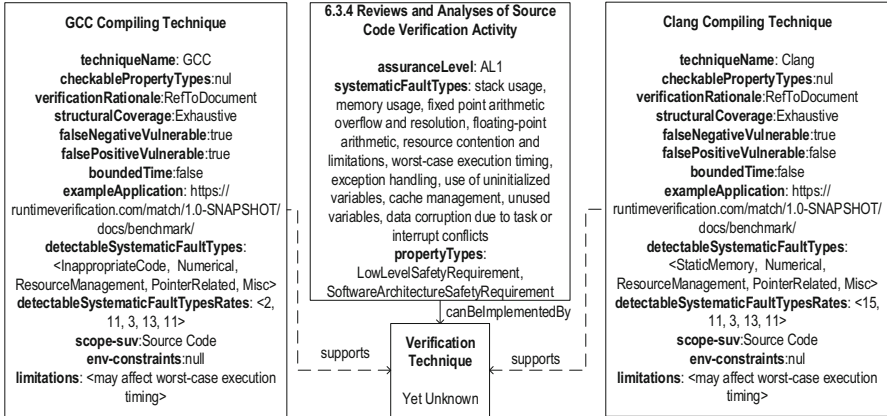 GCC Compiling Technique
techniqueName: GCC
checkablePropertyTypes:nul
verificationRationale:RefToDocument
structuralCoverage:Exhaustive
falseNegativeVulnerable:true
falsePositiveVulnerable:true
boundedTime:false
exampleApplication: https://
runtimeverification.com/match/1.0-SNAPSHOT/
docs/benchmark/
detectableSystematicFaultTypes:
<InappropriateCode, Numerical,
ResourceManagement, PointerRelated, Misc>
detectableSystematicFaultTypesRates: <2,
11, 3, 13, 11>
scope-suv:Source Code
env-constraints:null
limitations: <may affect worst-case execution
timing>
6.3.4 Reviews and Analyses of Source
Code Verification Activity
assuranceLevel: AL1
systematicFaultTypes: stack usage,
memory usage, fixed point arithmetic
overflow and resolution, floating-point
arithmetic, resource contention and
limitations, worst-case execution timing,
exception handling, use of uninitialized
variables, cache management, unused
variables, data corruption due to task or
interrupt conflicts
propertyTypes:
LowLevelSafetyRequirement,
SoftwareArchitectureSafetyRequirement
canBeImplementedBy
supports
Verification
Technique
Yet Unknown
supports
Clang Compiling Technique
techniqueName: Clang
checkablePropertyTypes:nul
verificationRationale:RefToDocument
structuralCoverage:Exhaustive
falseNegativeVulnerable:true
falsePositiveVulnerable:false
boundedTime:false
exampleApplication: https://
runtimeverification.com/match/1.0-SNAPSHOT/
docs/benchmark/
detectableSystematicFaultTypes:
<StaticMemory, Numerical,
ResourceManagement, PointerRelated, Misc>
detectableSystematicFaultTypesRates: <15,
11, 3, 13, 11>
scope-suv:Source Code
env-constraints:nul
limitations: <may affect worst-case execution
timing>